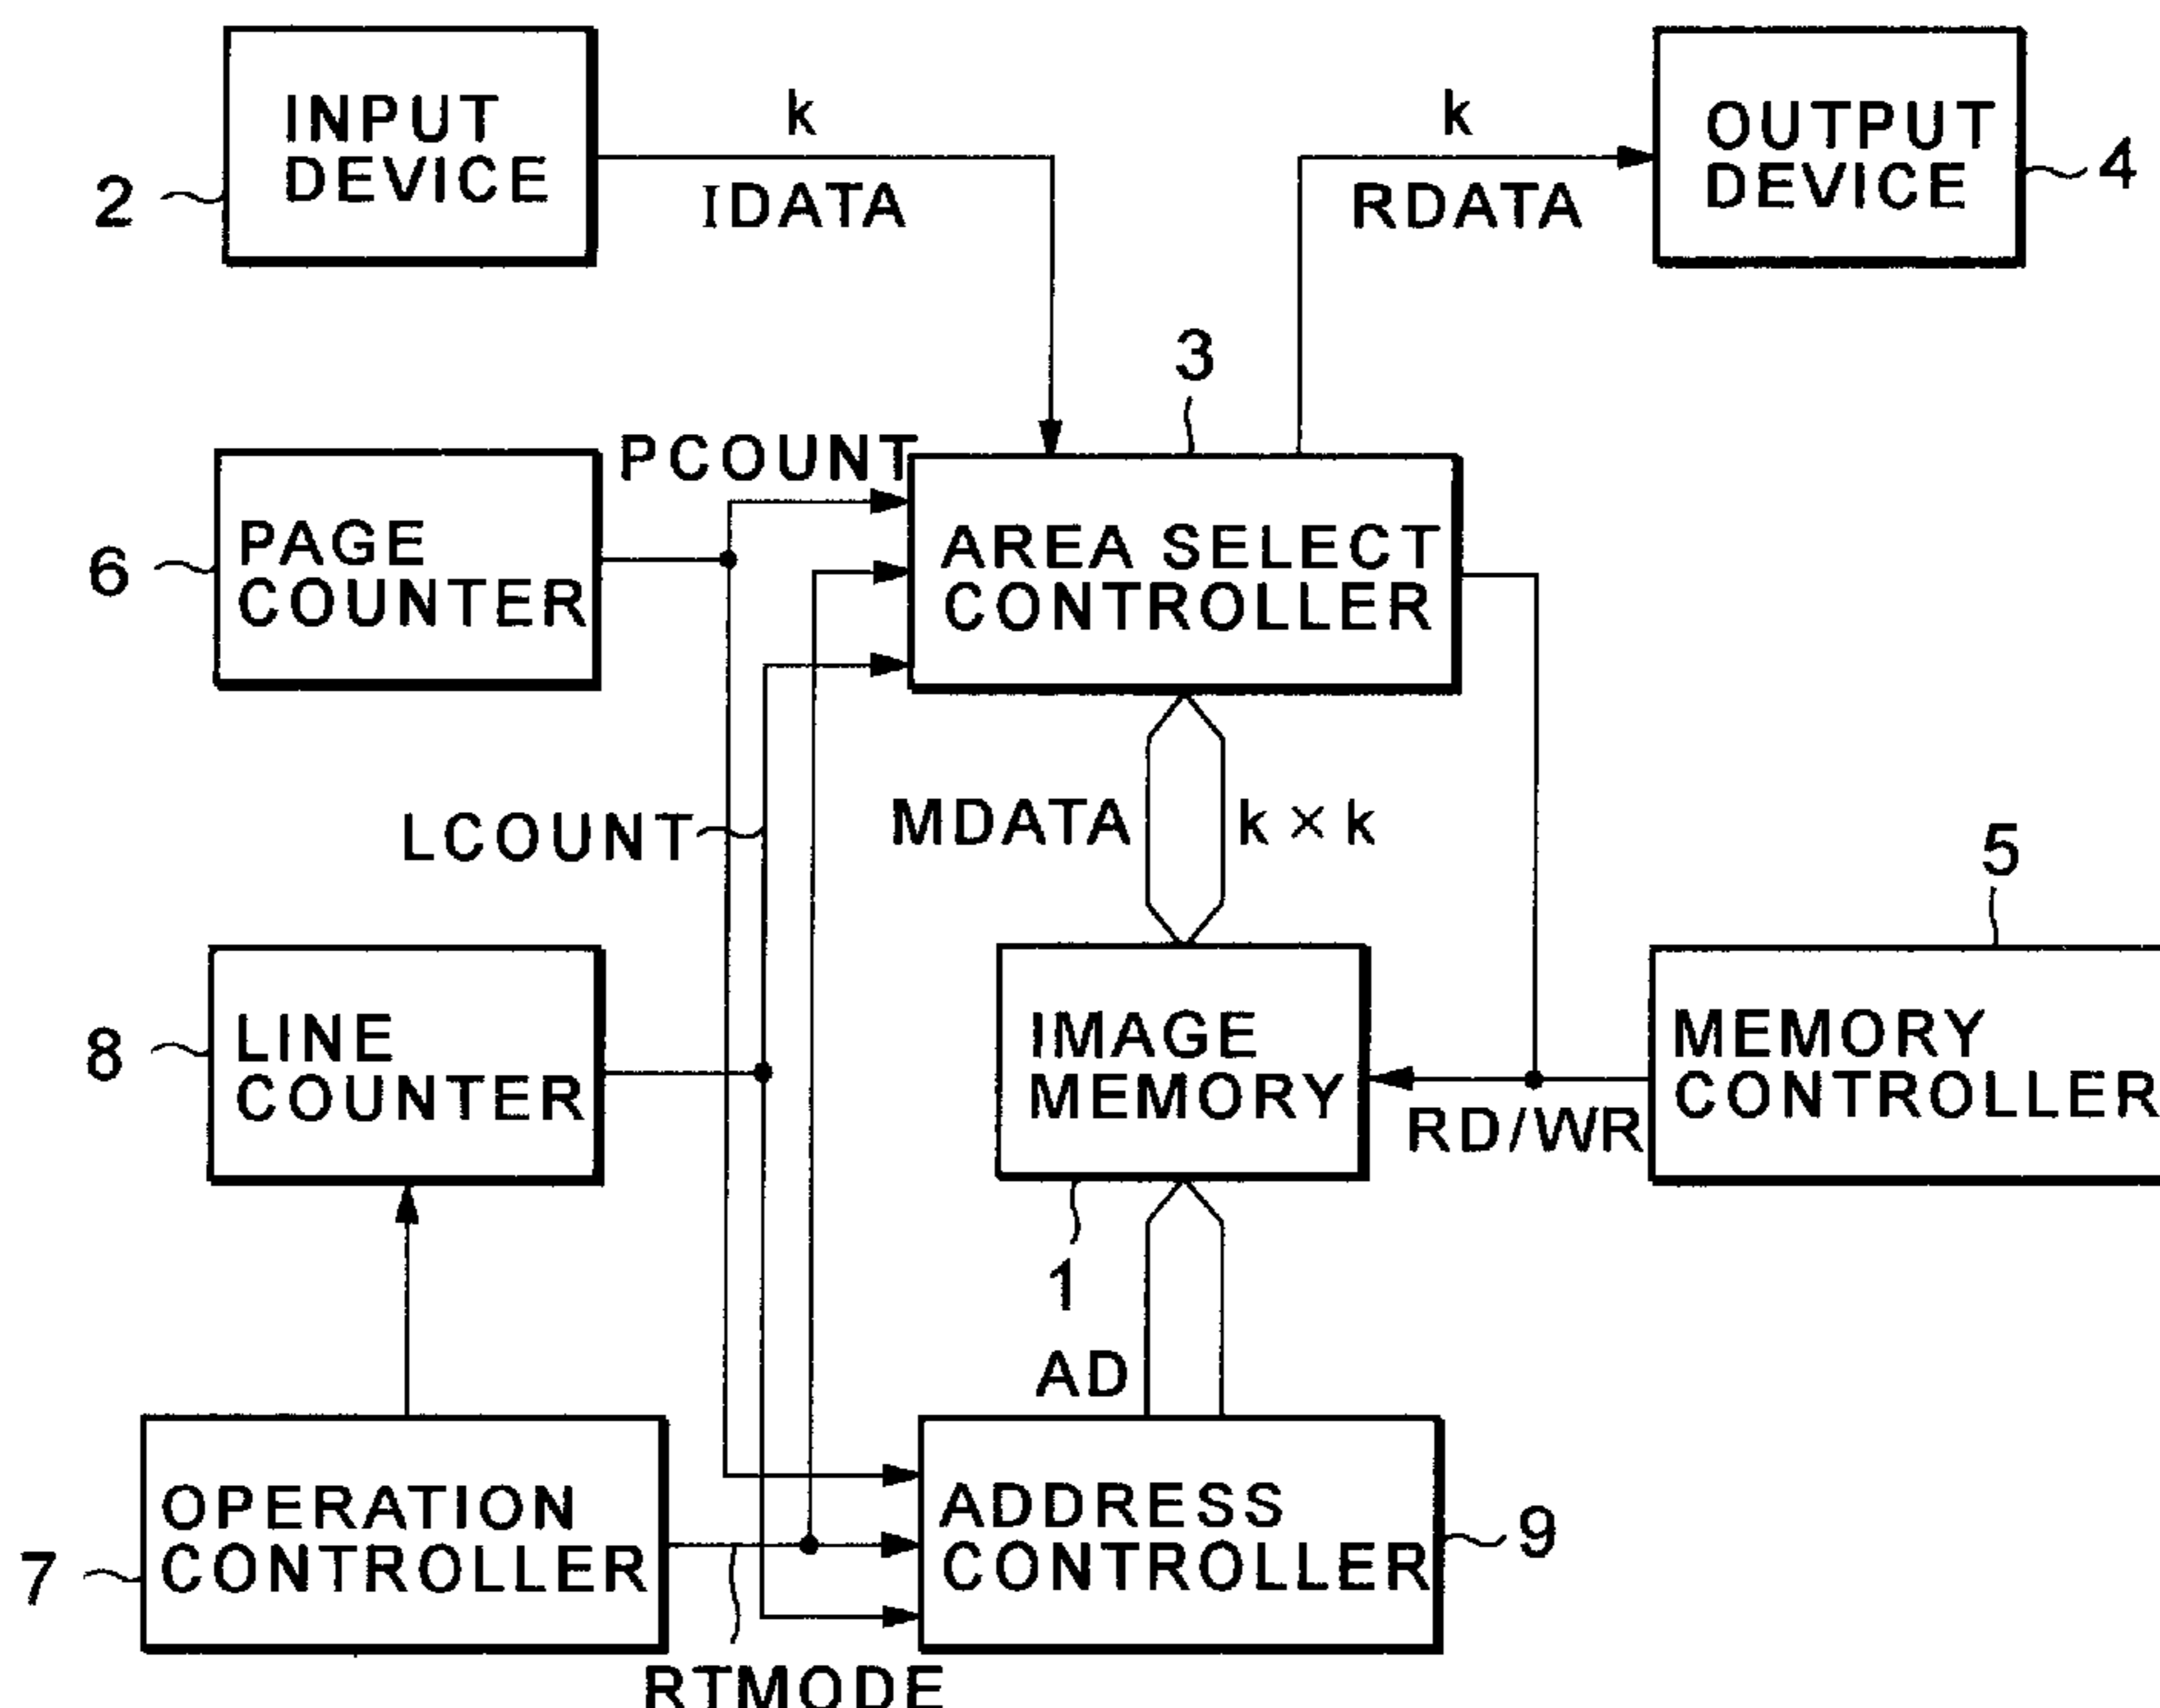 INPUT
DEVICE
2
k
IDATA
k
RDATA
OUTPUT
DEVICE
4
3
PCOUNT
PAGE
COUNTER
6
AREA SELECT
CONTROLLER
LCOUNT
MDATA
k × k
5
LINE
COUNTER
8
IMAGE
MEMORY
RD/WR
MEMORY
CONTROLLER
1
AD
OPERATION
CONTROLLER
7
ADDRESS
CONTROLLER
9
RTMODE